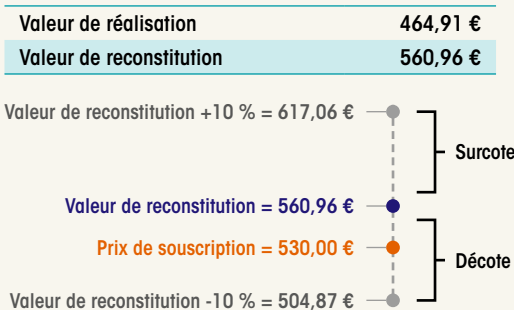 Valeur de réalisation 464,91 €
Valeur de reconstitution 560,96 €
Valeur de reconstitution +10 % = 617,06 €
Surcote
Valeur de reconstitution = 560,96 €
Prix de souscription = 530,00 €
Décote
Valeur de reconstitution -10 % = 504,87 €